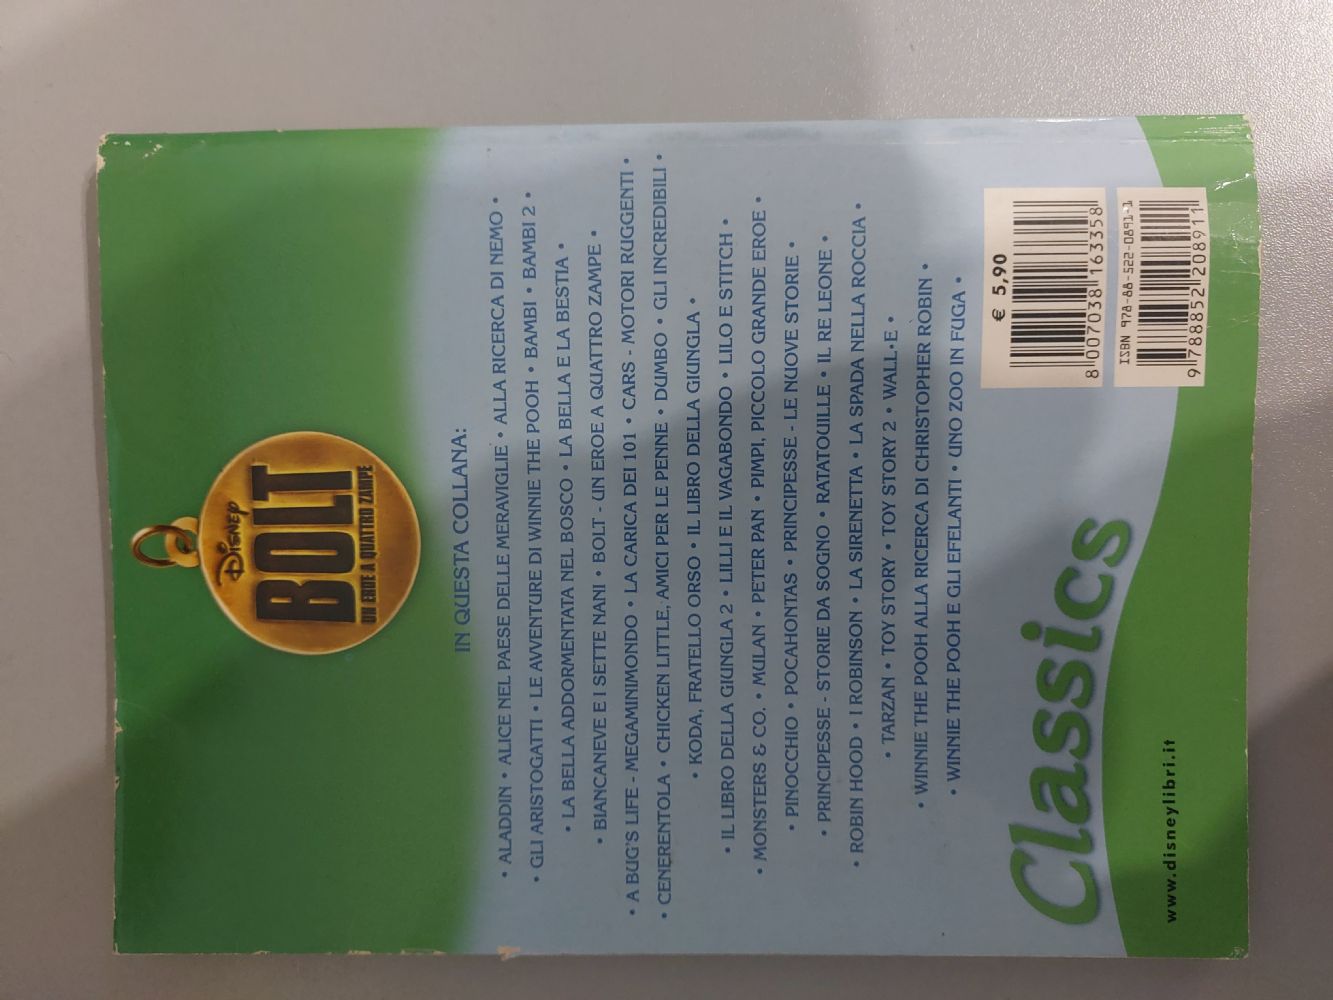 Disney
BOLT
UN EROE A QUATTRO ZAMPE
IN QUESTA COLLANA:
• ALADDIN • ALICE NEL PAESE DELLE MERAVIGLIE • ALLA RICERCA DI NEMO •
• GLI ARISTOGATTI • LE AVVENTURE DI WINNIE THE POOH • BAMBI • BAMBI 2 •
• LA BELLA ADDORMENTATA NEL BOSCO • LA BELLA E LA BESTIA •
• BIANCANEVE E I SETTE NANI • BOLT - UN EROE A QUATTRO ZAMPE •
• A BUG'S LIFE - MEGAMINIMONDO • LA CARICA DEI 101 • CARS - MOTORI RUGGENTI •
• CENERENTOLA • CHICKEN LITTLE, AMICI PER LE PENNE • DUMBO • GLI INCREDIBILI •
• KODA, FRATELLO ORSO • IL LIBRO DELLA GIUNGLA •
• IL LIBRO DELLA GIUNGLA 2 • LILLI E IL VAGABONDO • LILO E STITCH •
• MONSTERS & CO. • MULAN • PETER PAN • PIMPI, PICCOLO GRANDE EROE •
• PINOCCHIO • POCAHONTAS • PRINCIPESSE - LE NUOVE STORIE •
• PRINCIPESSE - STORIE DA SOGNO • RATATOUILLE • IL RE LEONE •
• ROBIN HOOD • I ROBINSON • LA SIRENETTA • LA SPADA NELLA ROCCIA •
• TARZAN • TOY STORY • TOY STORY 2 • WALL•E •
• WINNIE THE POOH ALLA RICERCA DI CHRISTOPHER ROBIN •
• WINNIE THE POOH E GLI EFELANTI • UNO ZOO IN FUGA •
€ 5,90
8 007038 163358
ISBN 978-88-522-0891-1
9 788852 208911
Classics
www.disneylibri.it